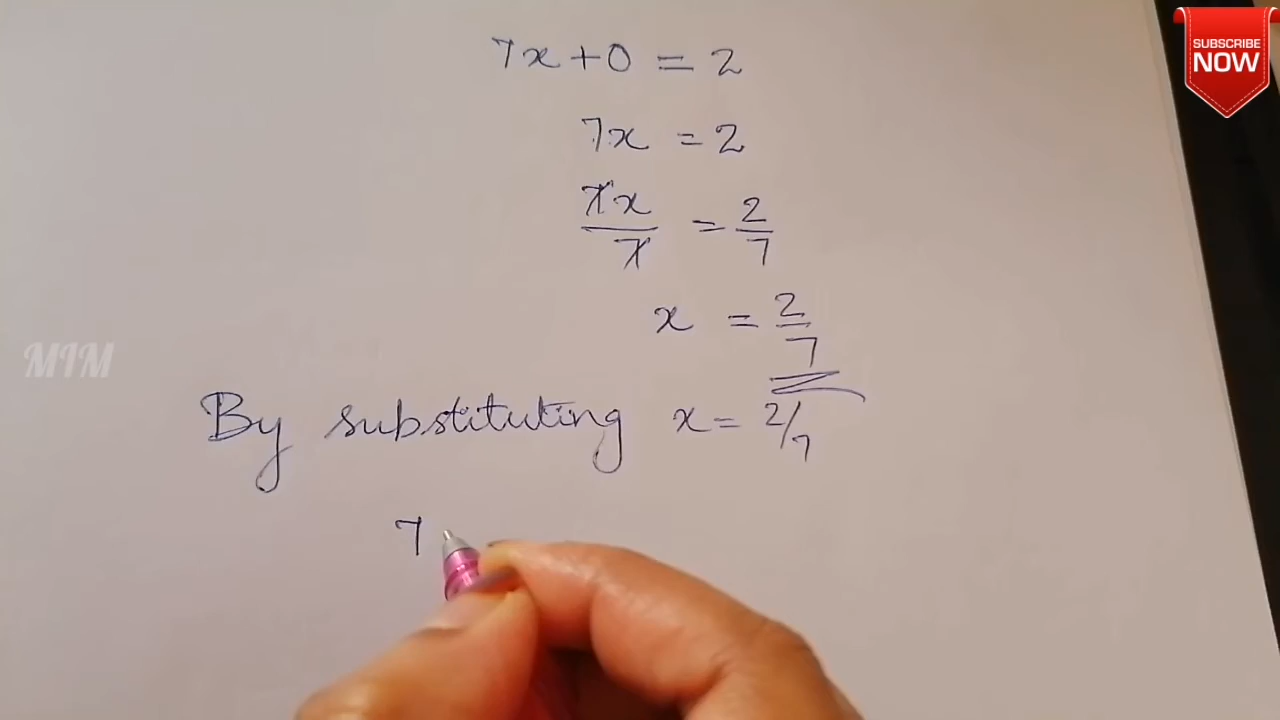 7x+0 = 2
SUBSCRIBE
NOW
7x = 2
7x/7 = 2/7
x = 2/7
MIM
By substituting x = 2/7
7